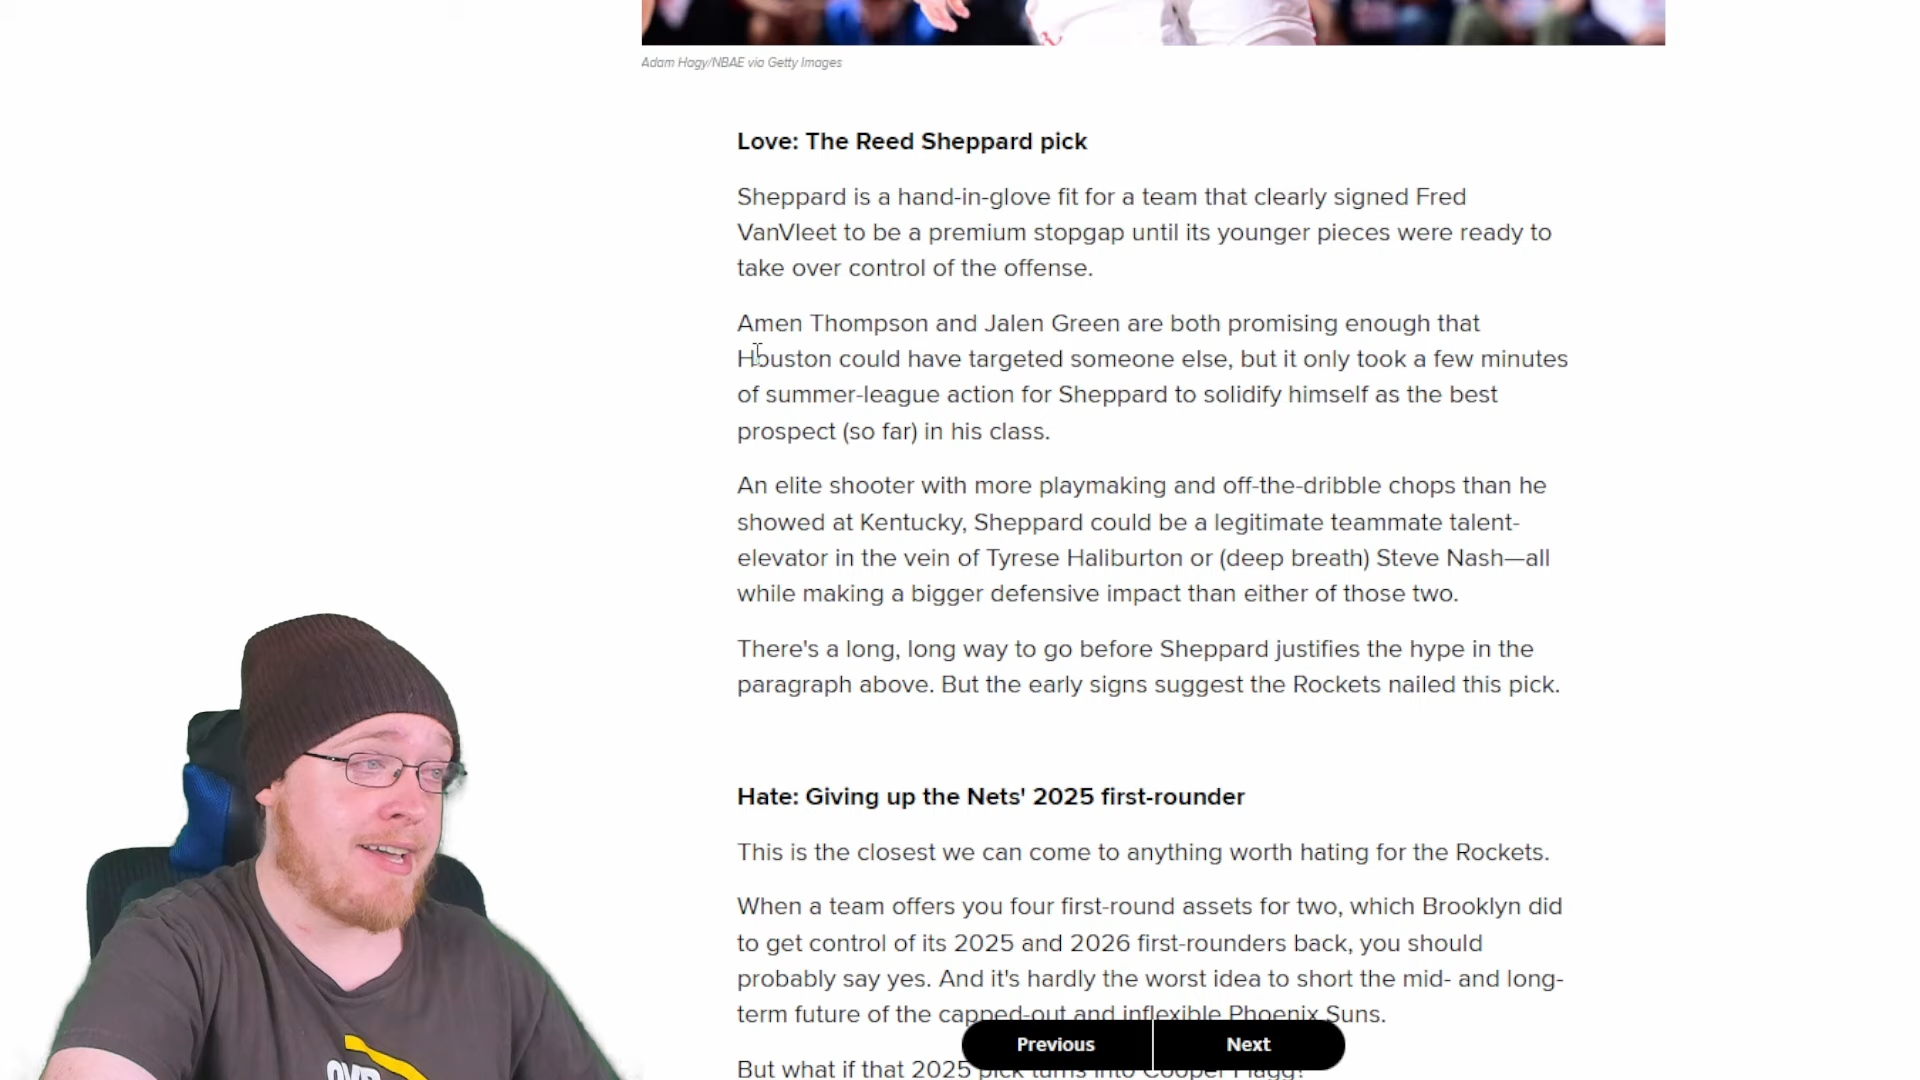 Adam Hagy/NBAE via Getty Images
Love: The Reed Sheppard pick
Sheppard is a hand-in-glove fit for a team that clearly signed Fred
VanVleet to be a premium stopgap until its younger pieces were ready to
take over control of the offense.
Amen Thompson and Jalen Green are both promising enough that
Houston could have targeted someone else, but it only took a few minutes
of summer-league action for Sheppard to solidify himself as the best
prospect (so far) in his class.
An elite shooter with more playmaking and off-the-dribble chops than he
showed at Kentucky, Sheppard could be a legitimate teammate talent-
elevator in the vein of Tyrese Haliburton or (deep breath) Steve Nash—all
while making a bigger defensive impact than either of those two.
There's a long, long way to go before Sheppard justifies the hype in the
paragraph above. But the early signs suggest the Rockets nailed this pick.
Hate: Giving up the Nets' 2025 first-rounder
This is the closest we can come to anything worth hating for the Rockets.
When a team offers you four first-round assets for two, which Brooklyn did
to get control of its 2025 and 2026 first-rounders back, you should
probably say yes. And it's hardly the worst idea to short the mid- and long-
term future of the capped-out and inflexible Phoenix Suns.
Previous Next
But what if that 2025 pick turns into Cooper Flagg?